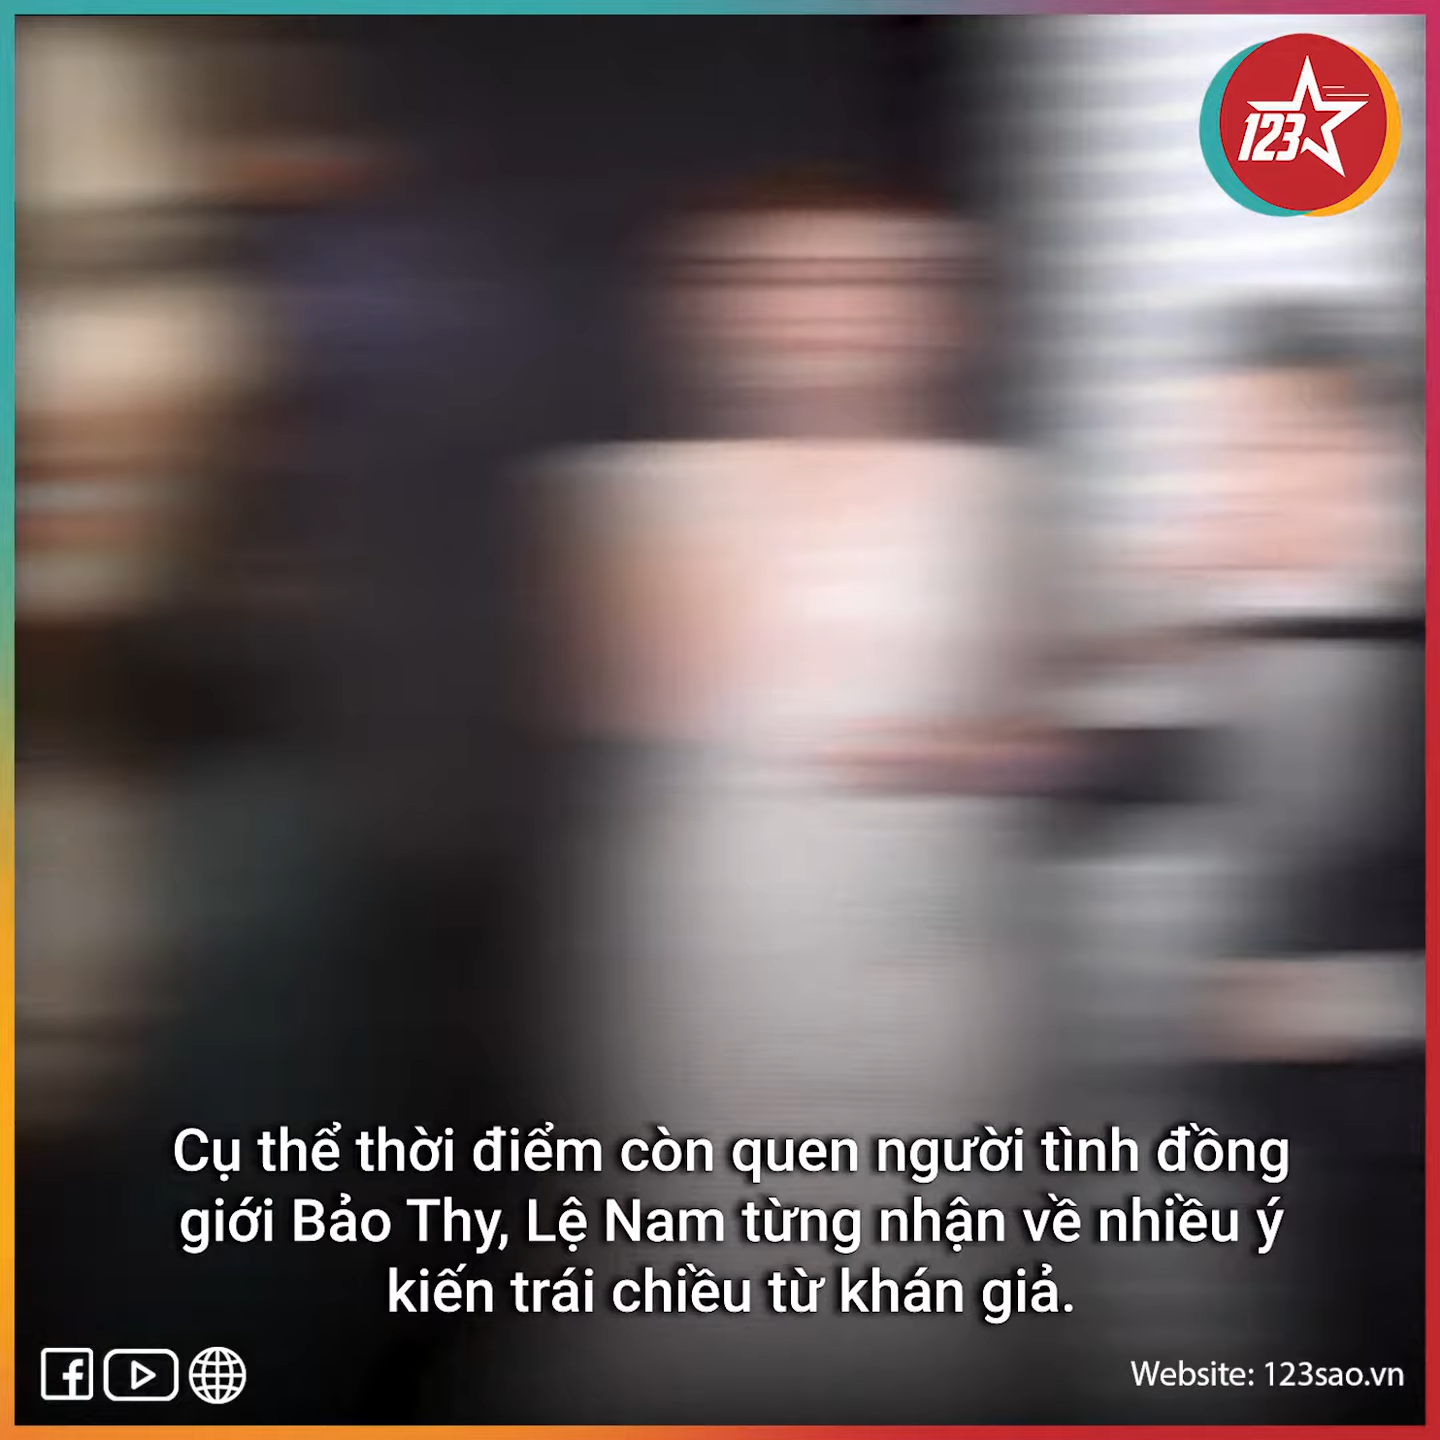 123
Cụ thể thời điểm còn quen người tình đồng
giới Bảo Thy, Lệ Nam từng nhận về nhiều ý
kiến trái chiều từ khán giả.
Website: 123sao.vn